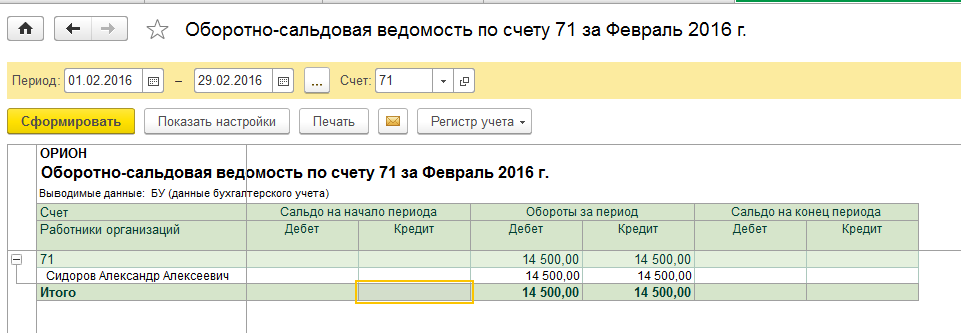 Оборотно-сальдовая ведомость по счету 71 за Февраль 2016 г.
Период: 01.02.2016 – 29.02.2016 ... Счет: 71
Сформировать Показать настройки Печать Регистр учета
ОРИОН
Оборотно-сальдовая ведомость по счету 71 за Февраль 2016 г.
Выводимые данные: БУ (данные бухгалтерского учета)
Счет Сальдо на начало периода Обороты за период Сальдо на конец периода
Работники организаций Дебет Кредит Дебет Кредит Дебет Кредит
71 14 500,00 14 500,00
Сидоров Александр Алексеевич 14 500,00 14 500,00
Итого 14 500,00 14 500,00